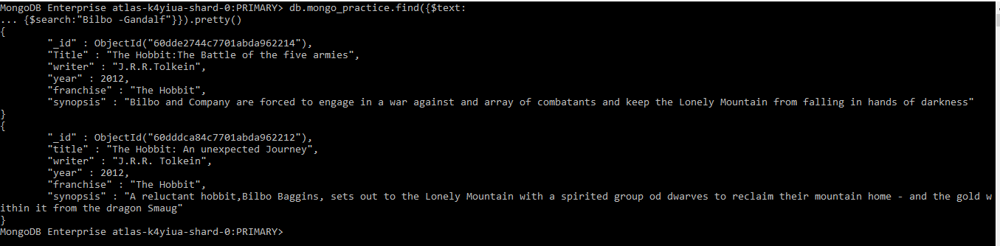 MongoDB Enterprise atlas-k4yiua-shard-0:PRIMARY> db.mongo_practice.find({$text:
... {$search:"Bilbo -Gandalf"}}).pretty()
{
"_id" : ObjectId("60dde2744c7701abda962214"),
"Title" : "The Hobbit:The Battle of the five armies",
"writer" : "J.R.R.Tolkein",
"year" : 2012,
"franchise" : "The Hobbit",
"synopsis" : "Bilbo and Company are forced to engage in a war against and array of combatants and keep the Lonely Mountain from falling in hands of darkness"
}
{
"_id" : ObjectId("60dddca84c7701abda962212"),
"title" : "The Hobbit: An unexpected Journey",
"writer" : "J.R.R. Tolkein",
"year" : 2012,
"franchise" : "The Hobbit",
"synopsis" : "A reluctant hobbit,Bilbo Baggins, sets out to the Lonely Mountain with a spirited group od dwarves to reclaim their mountain home - and the gold w
ithin it from the dragon Smaug"
}
MongoDB Enterprise atlas-k4yiua-shard-0:PRIMARY>